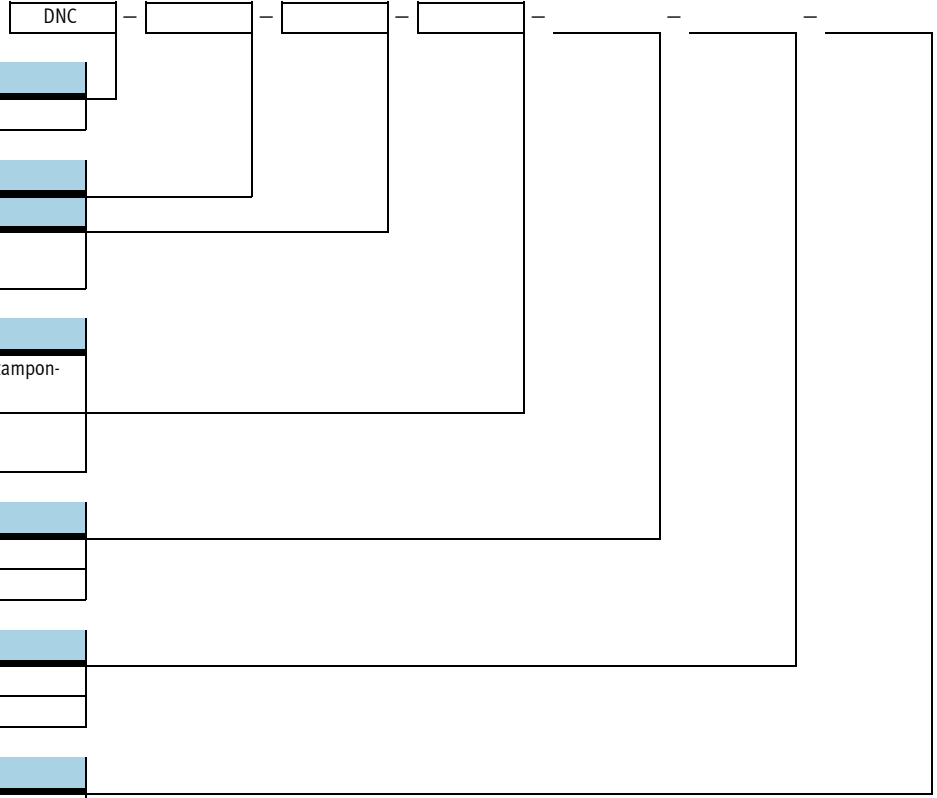 DNC – – – – – –
ampon-